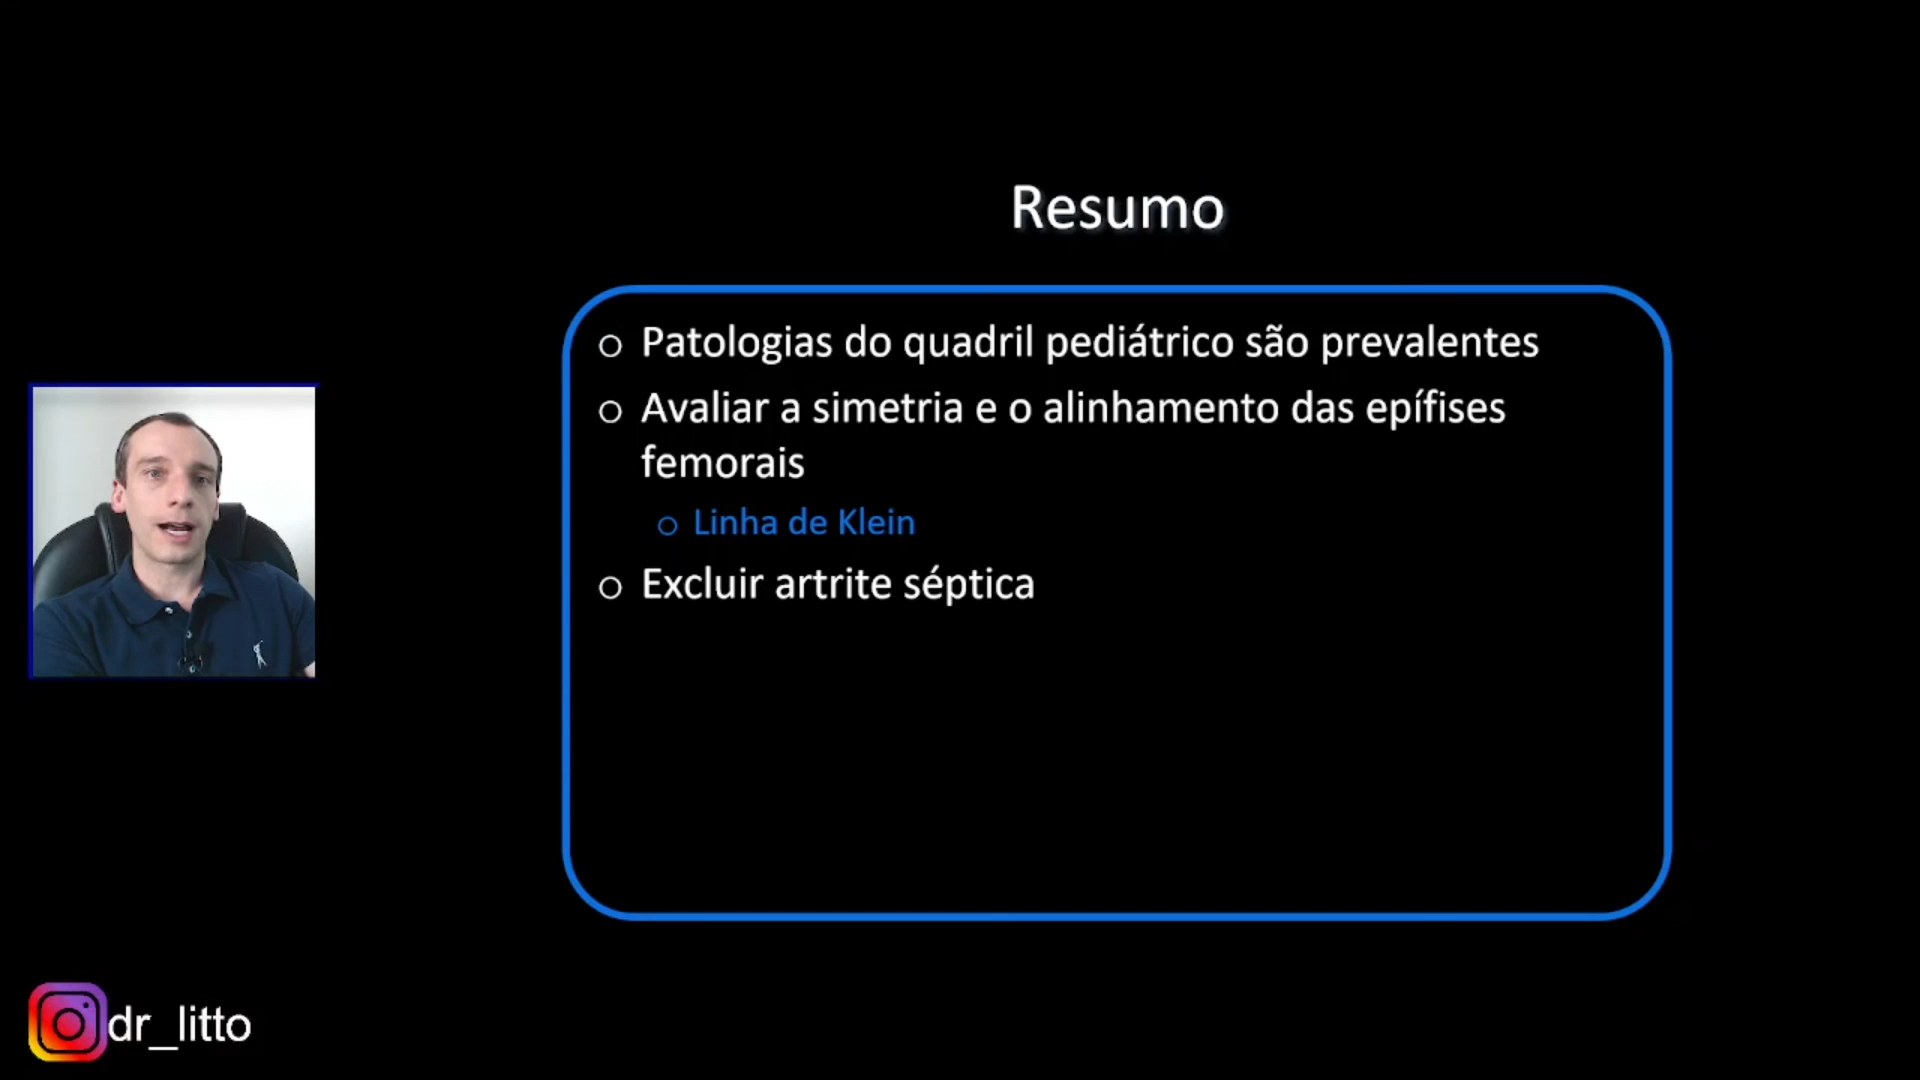 Resumo
Patologias do quadril pediátrico são prevalentes
Avaliar a simetria e o alinhamento das epífises
femorais
Linha de Klein
Excluir artrite séptica
dr_litto